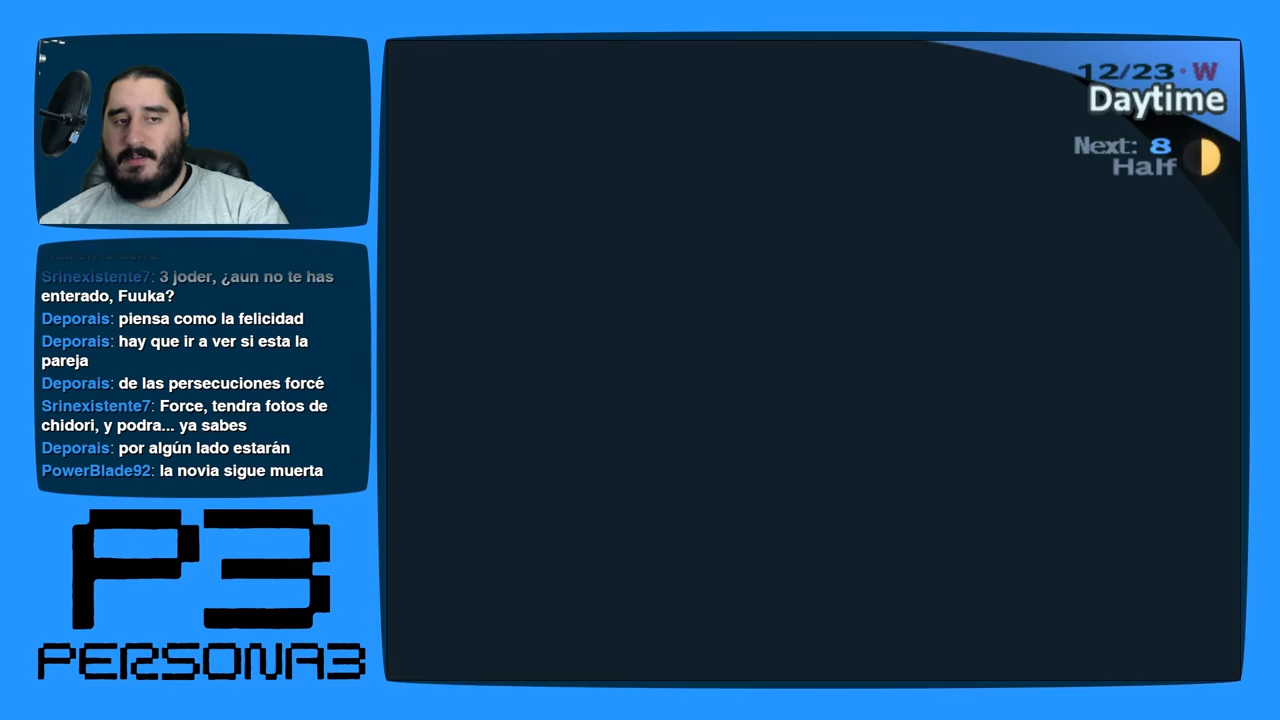 12/23 · W
Daytime
Next: 8
Half
Srinexistente7: 3 joder, ¿aun no te has
enterado, Fuuka?
Deporais: piensa como la felicidad
Deporais: hay que ir a ver si esta la
pareja
Deporais: de las persecuciones forcé
Srinexistente7: Force, tendra fotos de
chidori, y podra... ya sabes
Deporais: por algún lado estarán
PowerBlade92: la novia sigue muerta
P3
PERSONA3